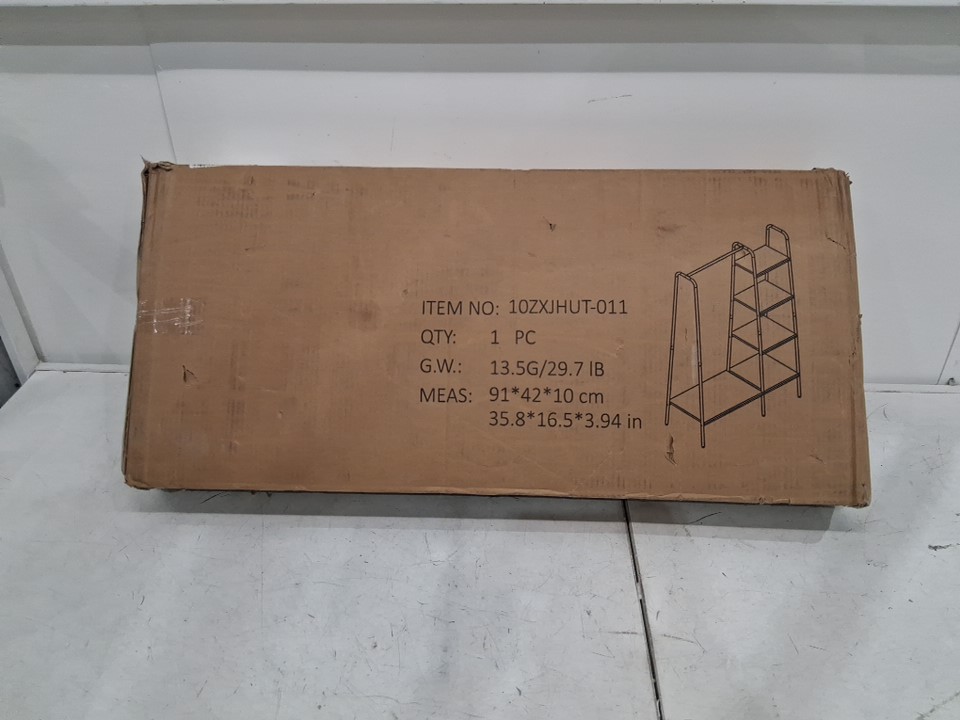 ITEM NO: 10ZXJHUT-011
QTY: 1 PC
G.W.: 13.5G/29.7 lB
MEAS: 91*42*10 cm
35.8*16.5*3.94 in